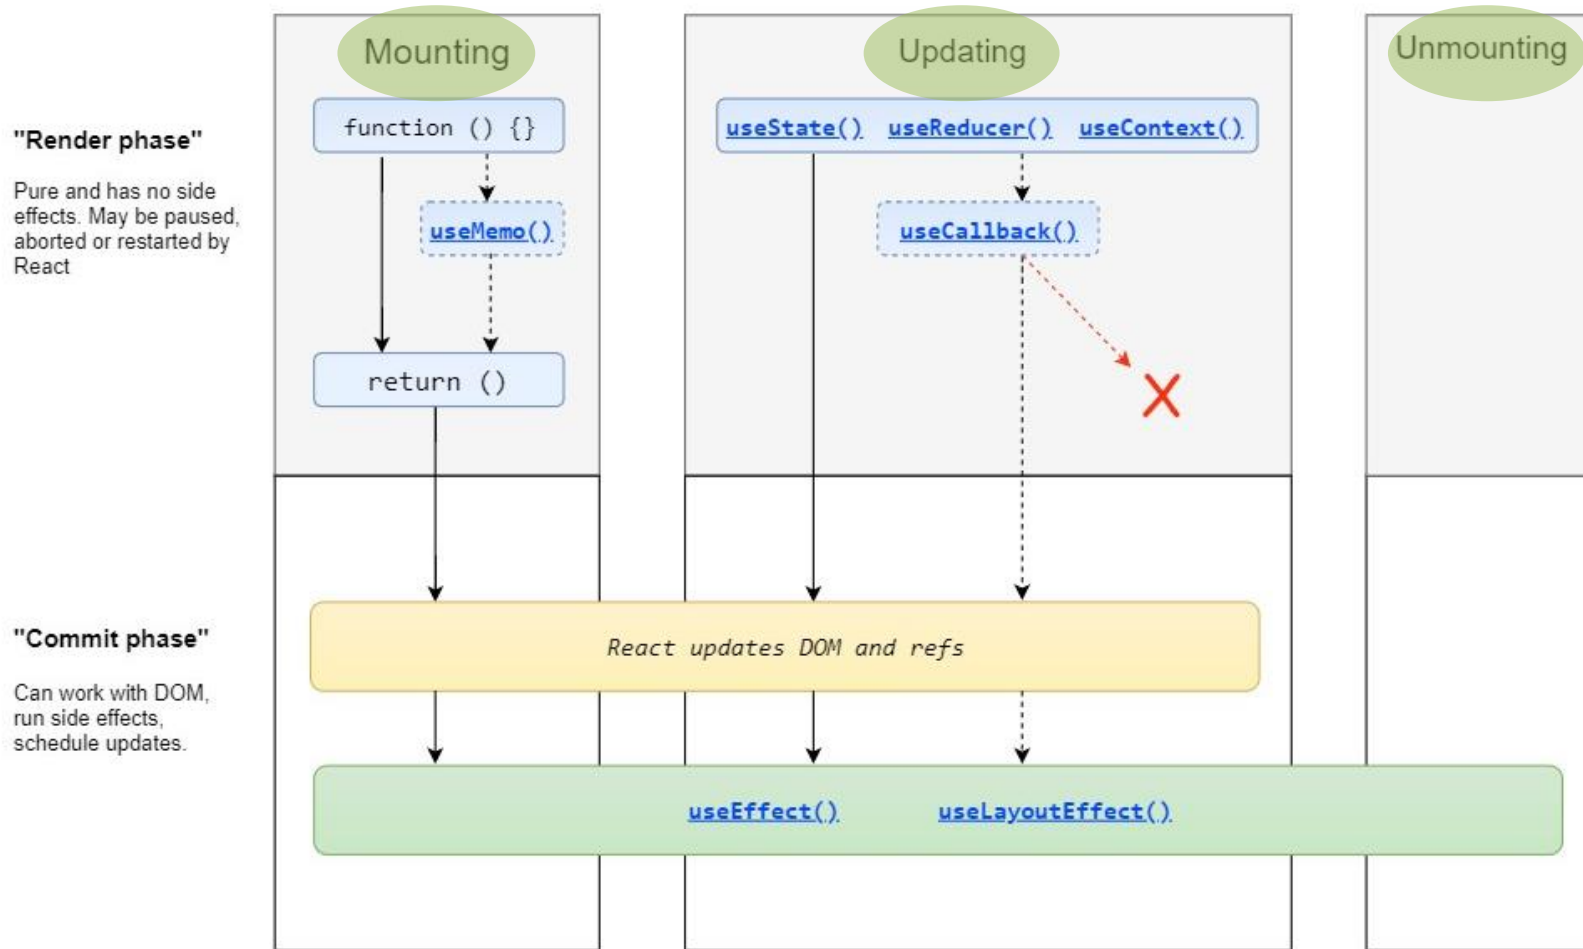 Mounting
Updating
Unmounting
"Render phase"
Pure and has no side
effects. May be paused,
aborted or restarted by
React
function () {}
useMemo()
return ()
useState() useReducer() useContext()
useCallback()
"Commit phase"
Can work with DOM,
run side effects,
schedule updates.
React updates DOM and refs
useEffect() useLayoutEffect()